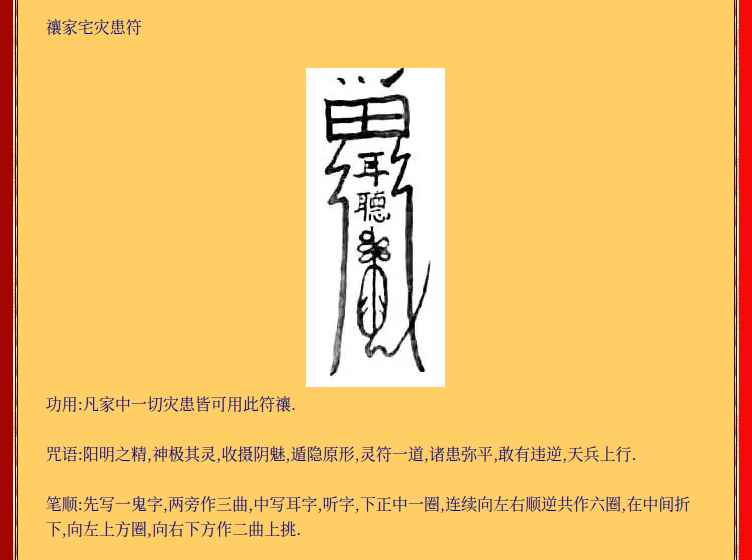 禳家宅灾患符
耳
聽
功用:凡家中一切灾患皆可用此符禳.
咒语:阳明之精,神极其灵,收摄阴魅,遁隐原形,灵符一道,诸患弥平,敢有违逆,天兵上行.
笔顺:先写一鬼字,两旁作三曲,中写耳字,听字,下正中一圈,连续向左右顺逆共作六圈,在中间折
下,向左上方圈,向右下方作二曲上挑.